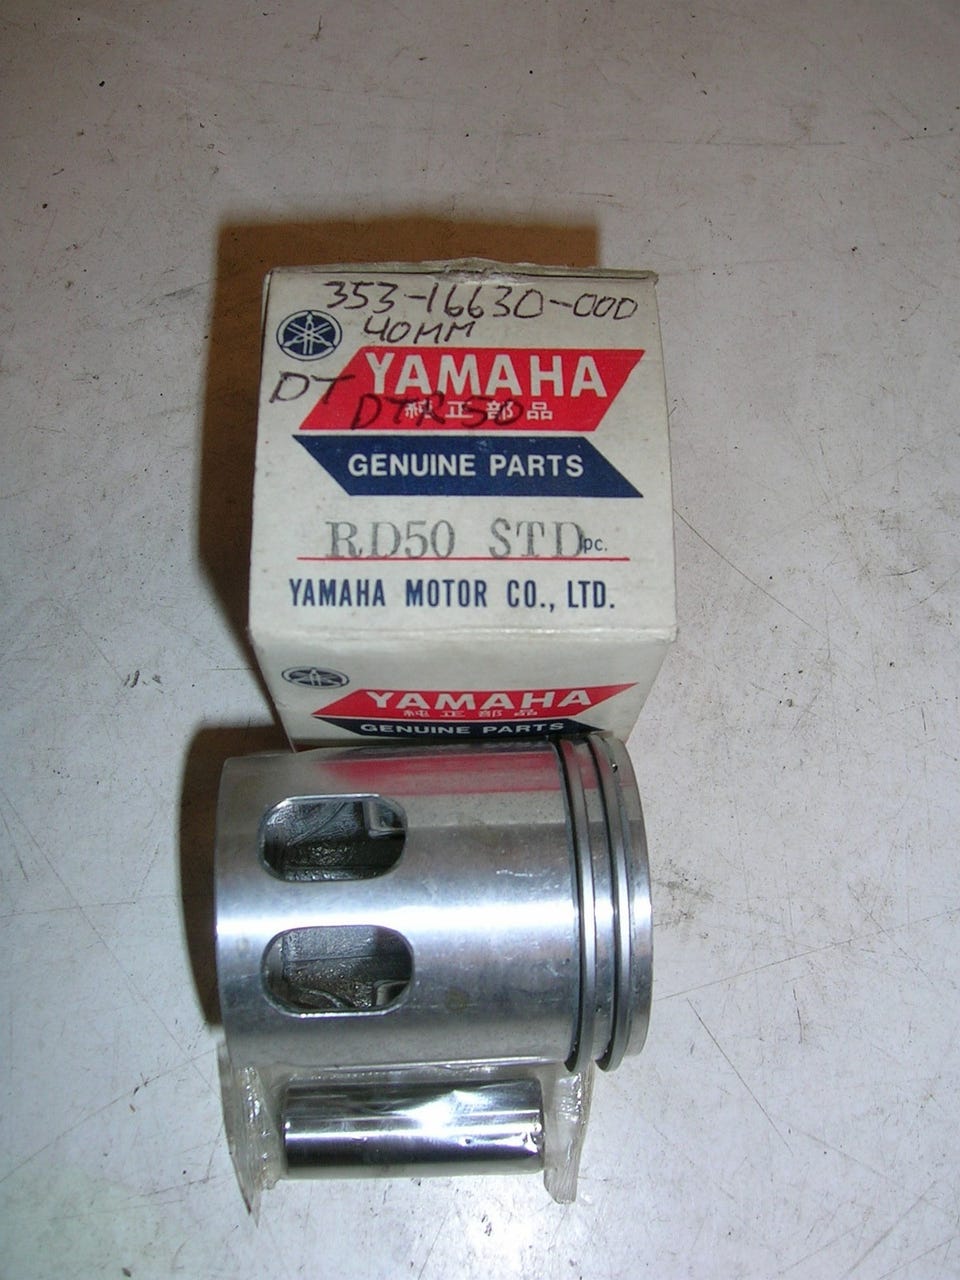 353-16630-000
40MM
DT YAMAHA
純正部品
DTR50
GENUINE PARTS
RD50 STD pc.
YAMAHA MOTOR CO., LTD.
YAMAHA
純正部品
GENUINE PARTS